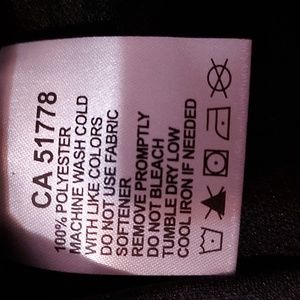 CA 51778
100% POLYESTER
MACHINE WASH COLD
WITH LIKE COLORS
DO NOT USE FABRIC
SOFTENER
REMOVE PROMPTLY
DO NOT BLEACH
TUMBLE DRY LOW
COOL IRON IF NEEDED